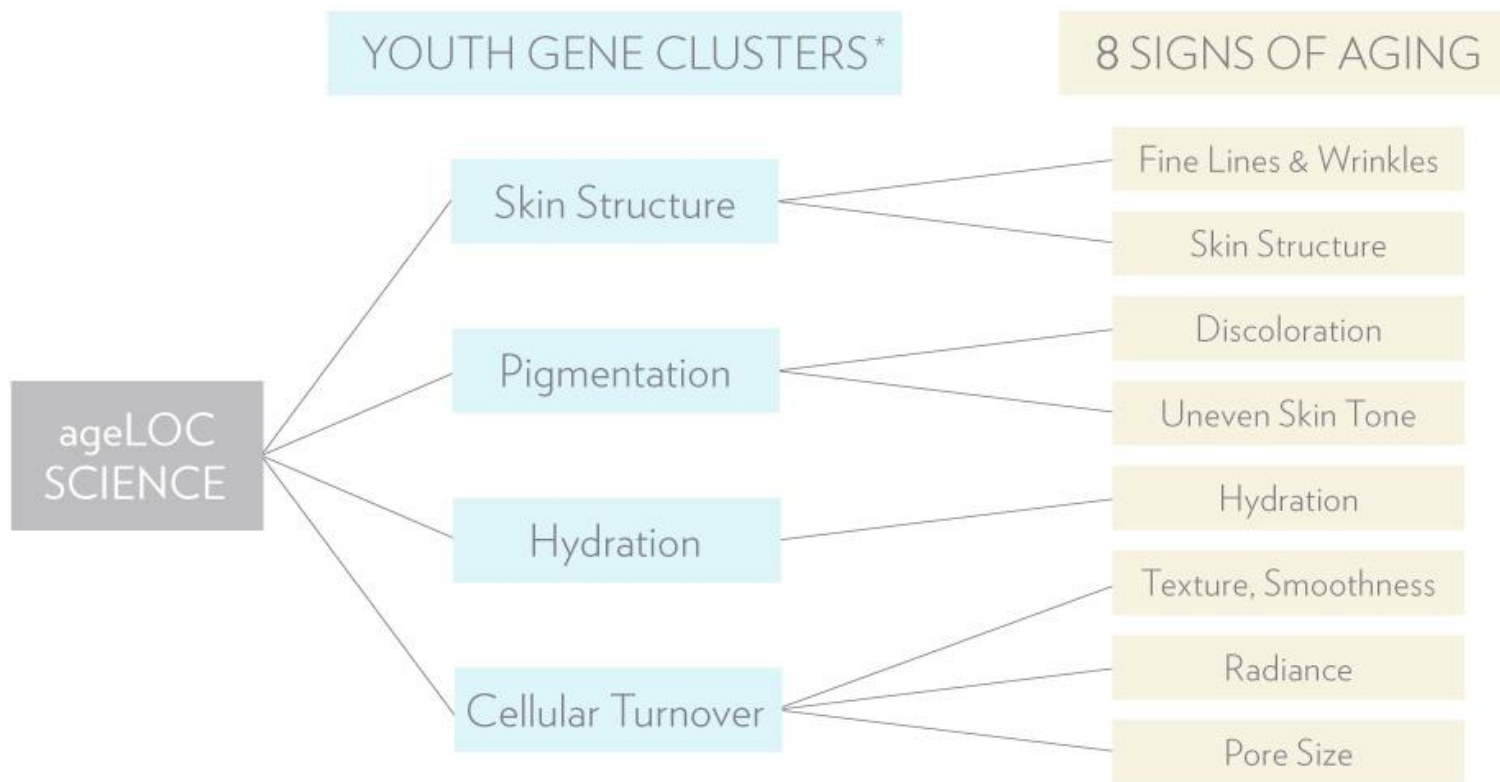 YOUTH GENE CLUSTERS*
8 SIGNS OF AGING
ageLOC
SCIENCE
Skin Structure
Pigmentation
Hydration
Cellular Turnover
Fine Lines & Wrinkles
Skin Structure
Discoloration
Uneven Skin Tone
Hydration
Texture, Smoothness
Radiance
Pore Size